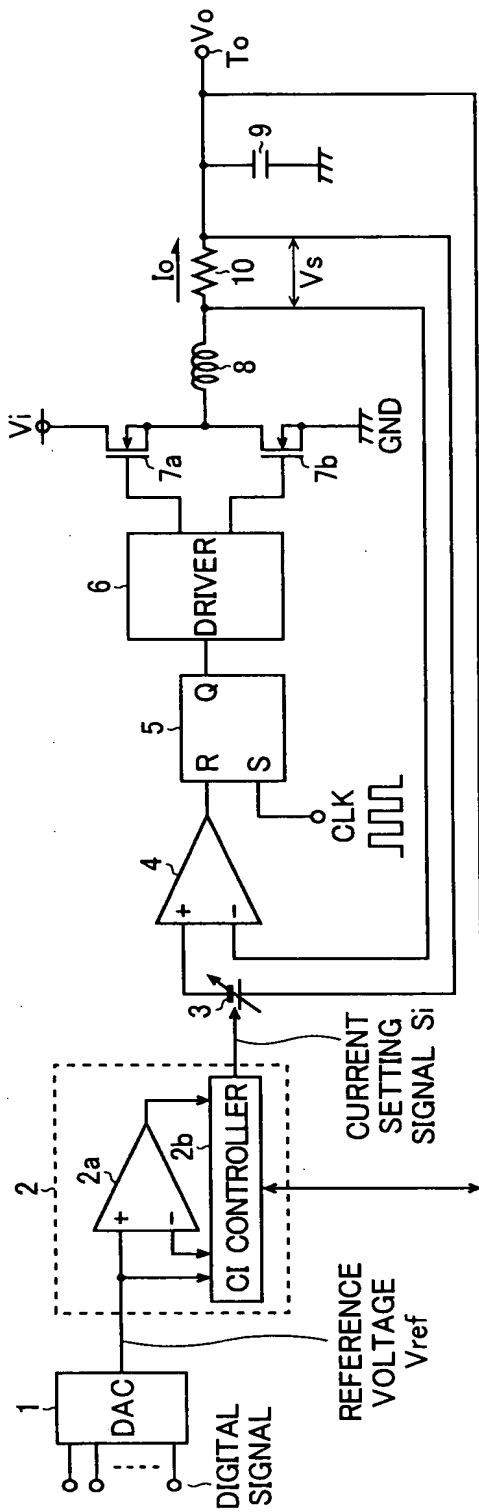 1
DAC
DIGITAL
SIGNAL
REFERENCE
VOLTAGE
Vref
2
2a
+
-
2b
CI CONTROLLER
CURRENT
SETTING
SIGNAL Si
3
4
+
-
5
R
S
Q
CLK
6
DRIVER
Vi
7a
7b
GND
8
Io
10
Vs
9
Vo
To